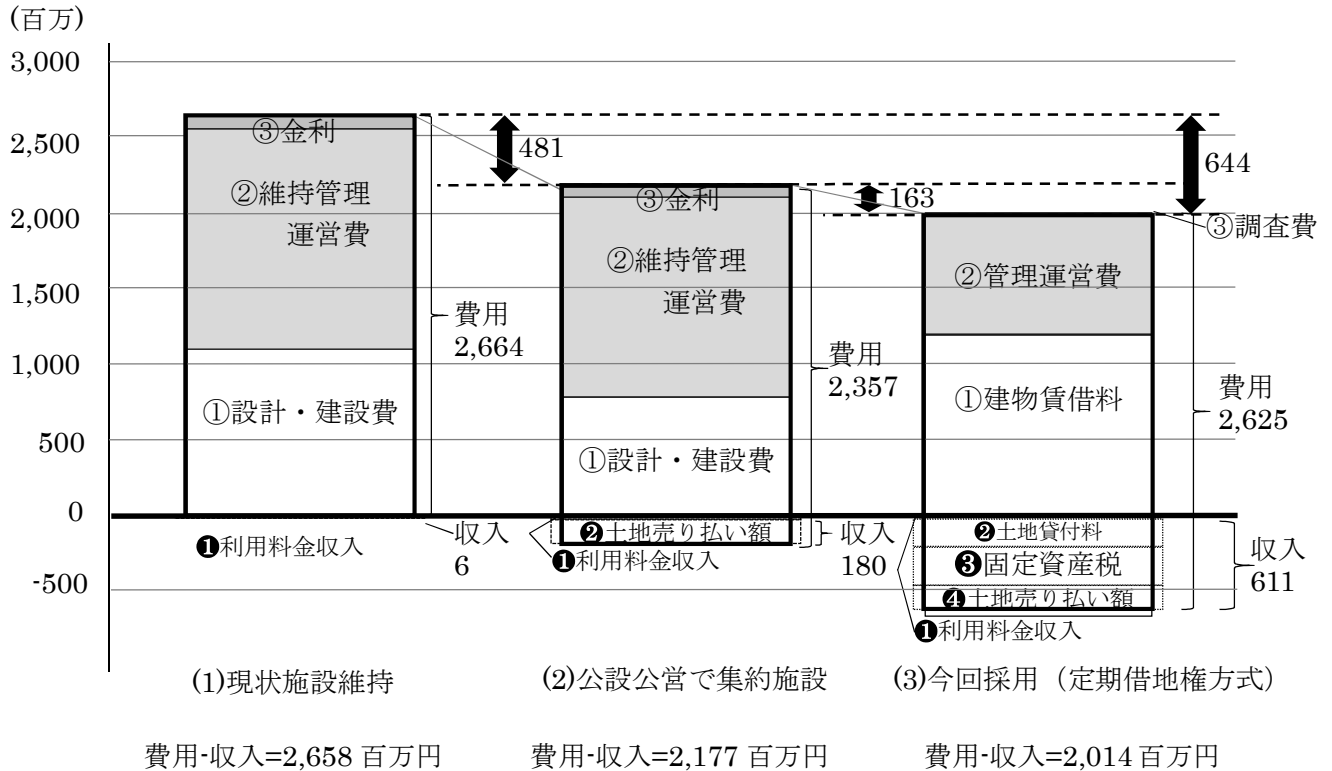 (百万)
3,000
2,500
2,000
1,500
1,000
500
0
-500
③金利
②維持管理
運営費
①設計・建設費
費用
2,664
❶利用料金収入
収入
6
481
③金利
②維持管理
運営費
①設計・建設費
費用
2,357
❷土地売り払い額
❶利用料金収入
収入
180
163
644
③調査費
②管理運営費
①建物賃借料
費用
2,625
❷土地貸付料
❸固定資産税
❹土地売り払い額
❶利用料金収入
収入
611
(1)現状施設維持
(2)公設公営で集約施設
(3)今回採用（定期借地権方式）
費用-収入=2,658 百万円
費用-収入=2,177 百万円
費用-収入=2,014 百万円